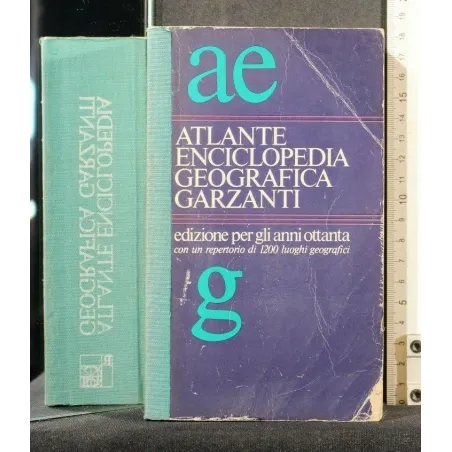 ae
ATLANTE
ENCICLOPEDIA
GEOGRAFICA
GARZANTI
edizione per gli anni ottanta
con un repertorio di 1200 luoghi geografici
g
ATLANTE ENCICLOPEDIA
GEOGRAFICA GARZANTI